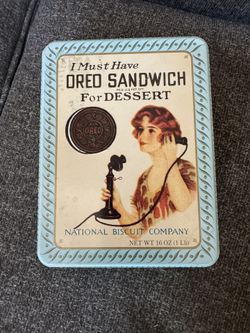 I Must Have
OREO SANDWICH
For DESSERT
OREO
NATIONAL BISCUIT COMPANY
NET WT 16 OZ (1 Lb)